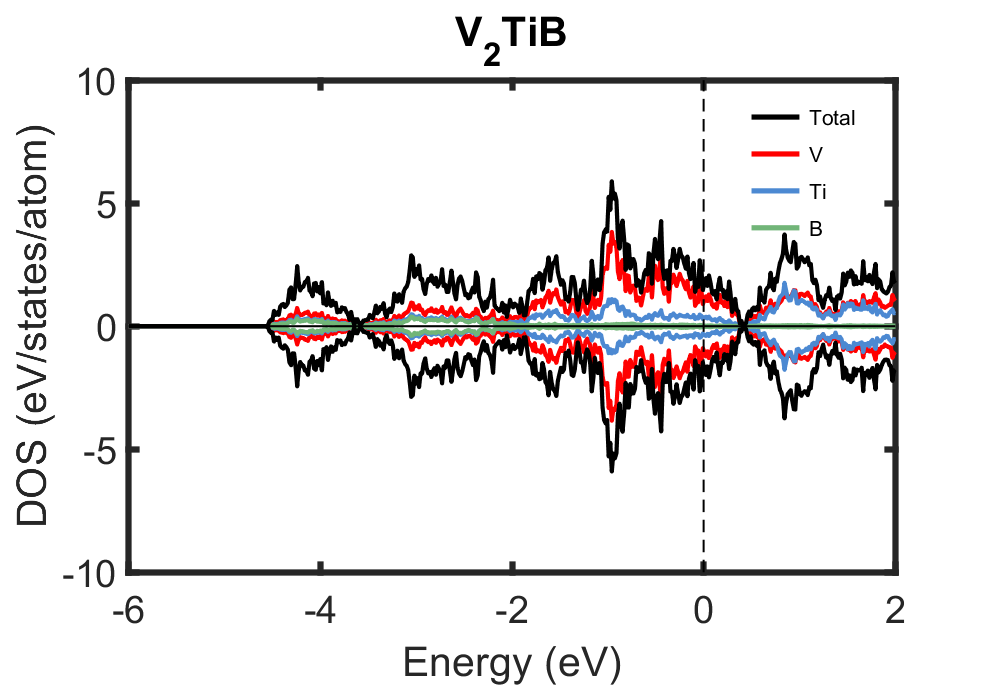 V2TiB
10
5
0
-5
-10
DOS (eV/states/atom)
Total
V
Ti
B
-6 -4 -2 0 2
Energy (eV)